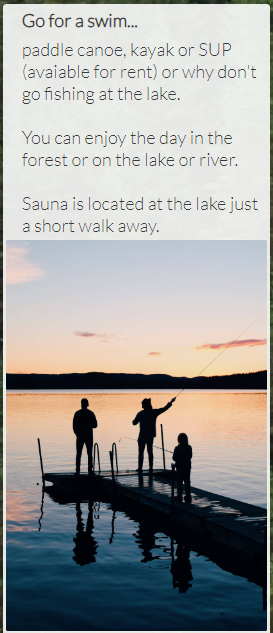 Go for a swim...
paddle canoe, kayak or SUP
(avaiable for rent) or why don't
go fishing at the lake.
You can enjoy the day in the
forest or on the lake or river.
Sauna is located at the lake just
a short walk away.